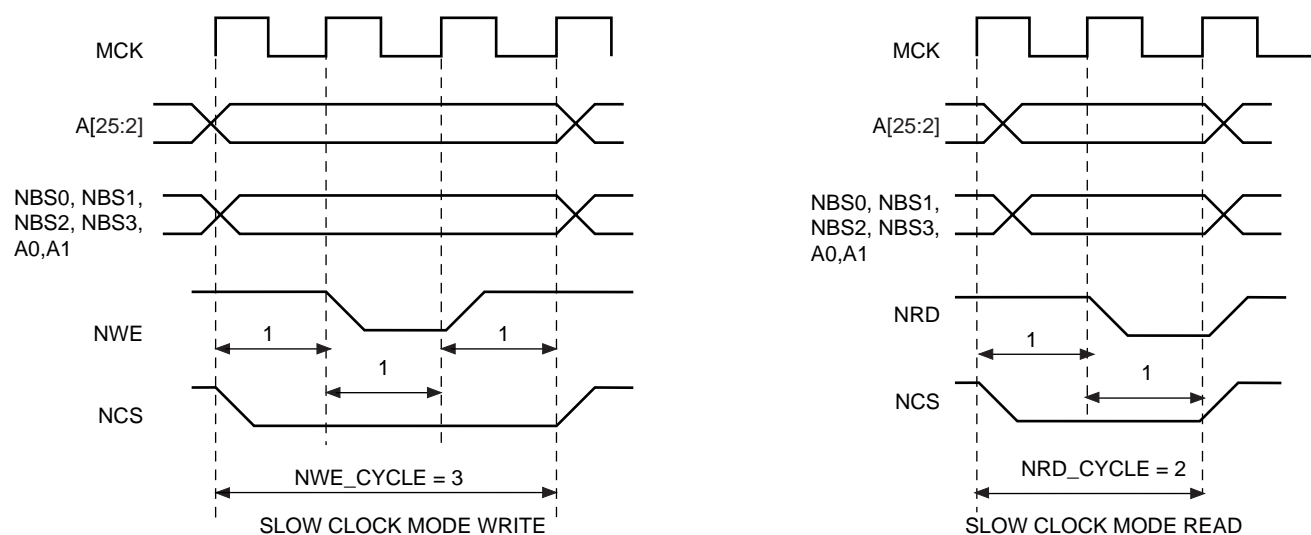 MCK
A[25:2]
NBS0, NBS1,
NBS2, NBS3,
A0,A1
NWE
1
1
1
NCS
NWE_CYCLE = 3
SLOW CLOCK MODE WRITE
MCK
A[25:2]
NBS0, NBS1,
NBS2, NBS3,
A0,A1
NRD
1
1
NCS
NRD_CYCLE = 2
SLOW CLOCK MODE READ